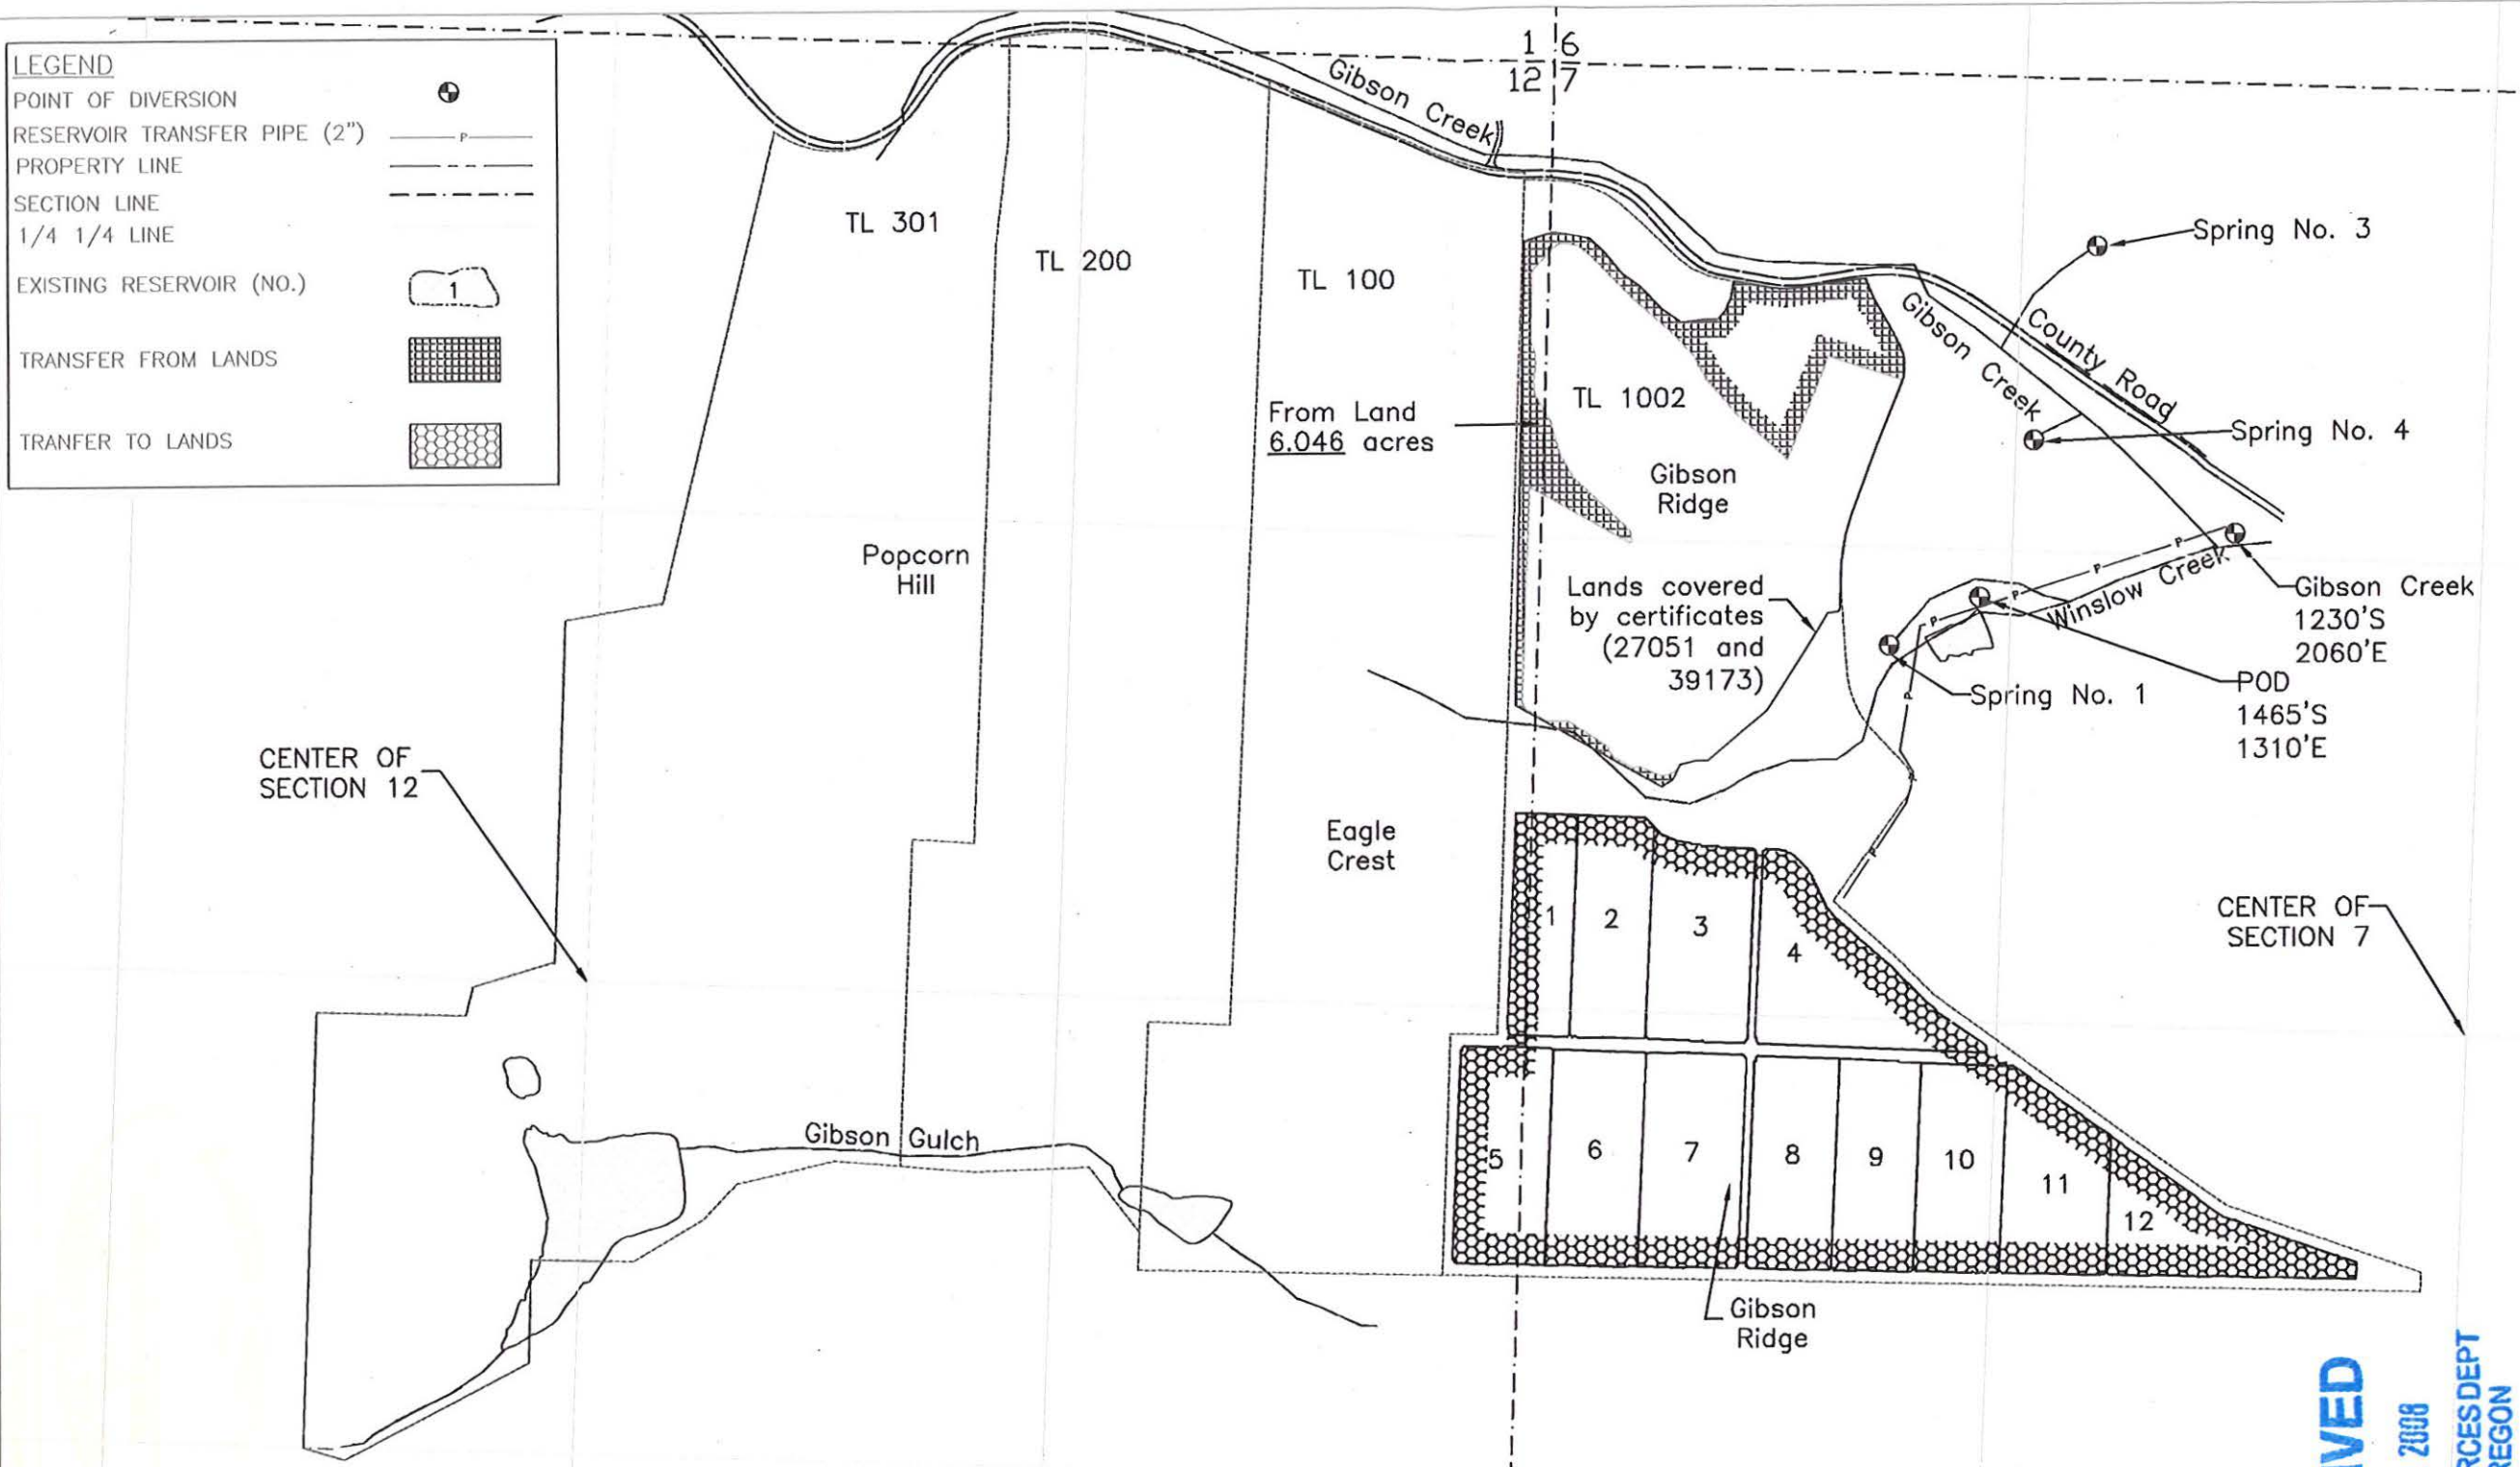 LEGEND
POINT OF DIVERSION
RESERVOIR TRANSFER PIPE (2")
P
PROPERTY LINE
SECTION LINE
1/4 1/4 LINE
EXISTING RESERVOIR (NO.)
1
TRANSFER FROM LANDS
TRANFER TO LANDS
1 6
12 7
Gibson Creek
TL 301
TL 200
TL 100
TL 1002
From Land
6.046 acres
Gibson
Ridge
Gibson Creek
County Road
Spring No. 3
Spring No. 4
Popcorn
Hill
Lands covered
by certificates
(27051 and
39173)
P
P
P
P
P
P
P
Winslow Creek
Gibson Creek
1230'S
2060'E
Spring No. 1
POD
1465'S
1310'E
CENTER OF
SECTION 12
Eagle
Crest
CENTER OF
SECTION 7
1
2
3
4
5
6
7
8
9
10
11
12
Gibson Gulch
Gibson
Ridge
IVED
2008
RCES DEPT
REGON